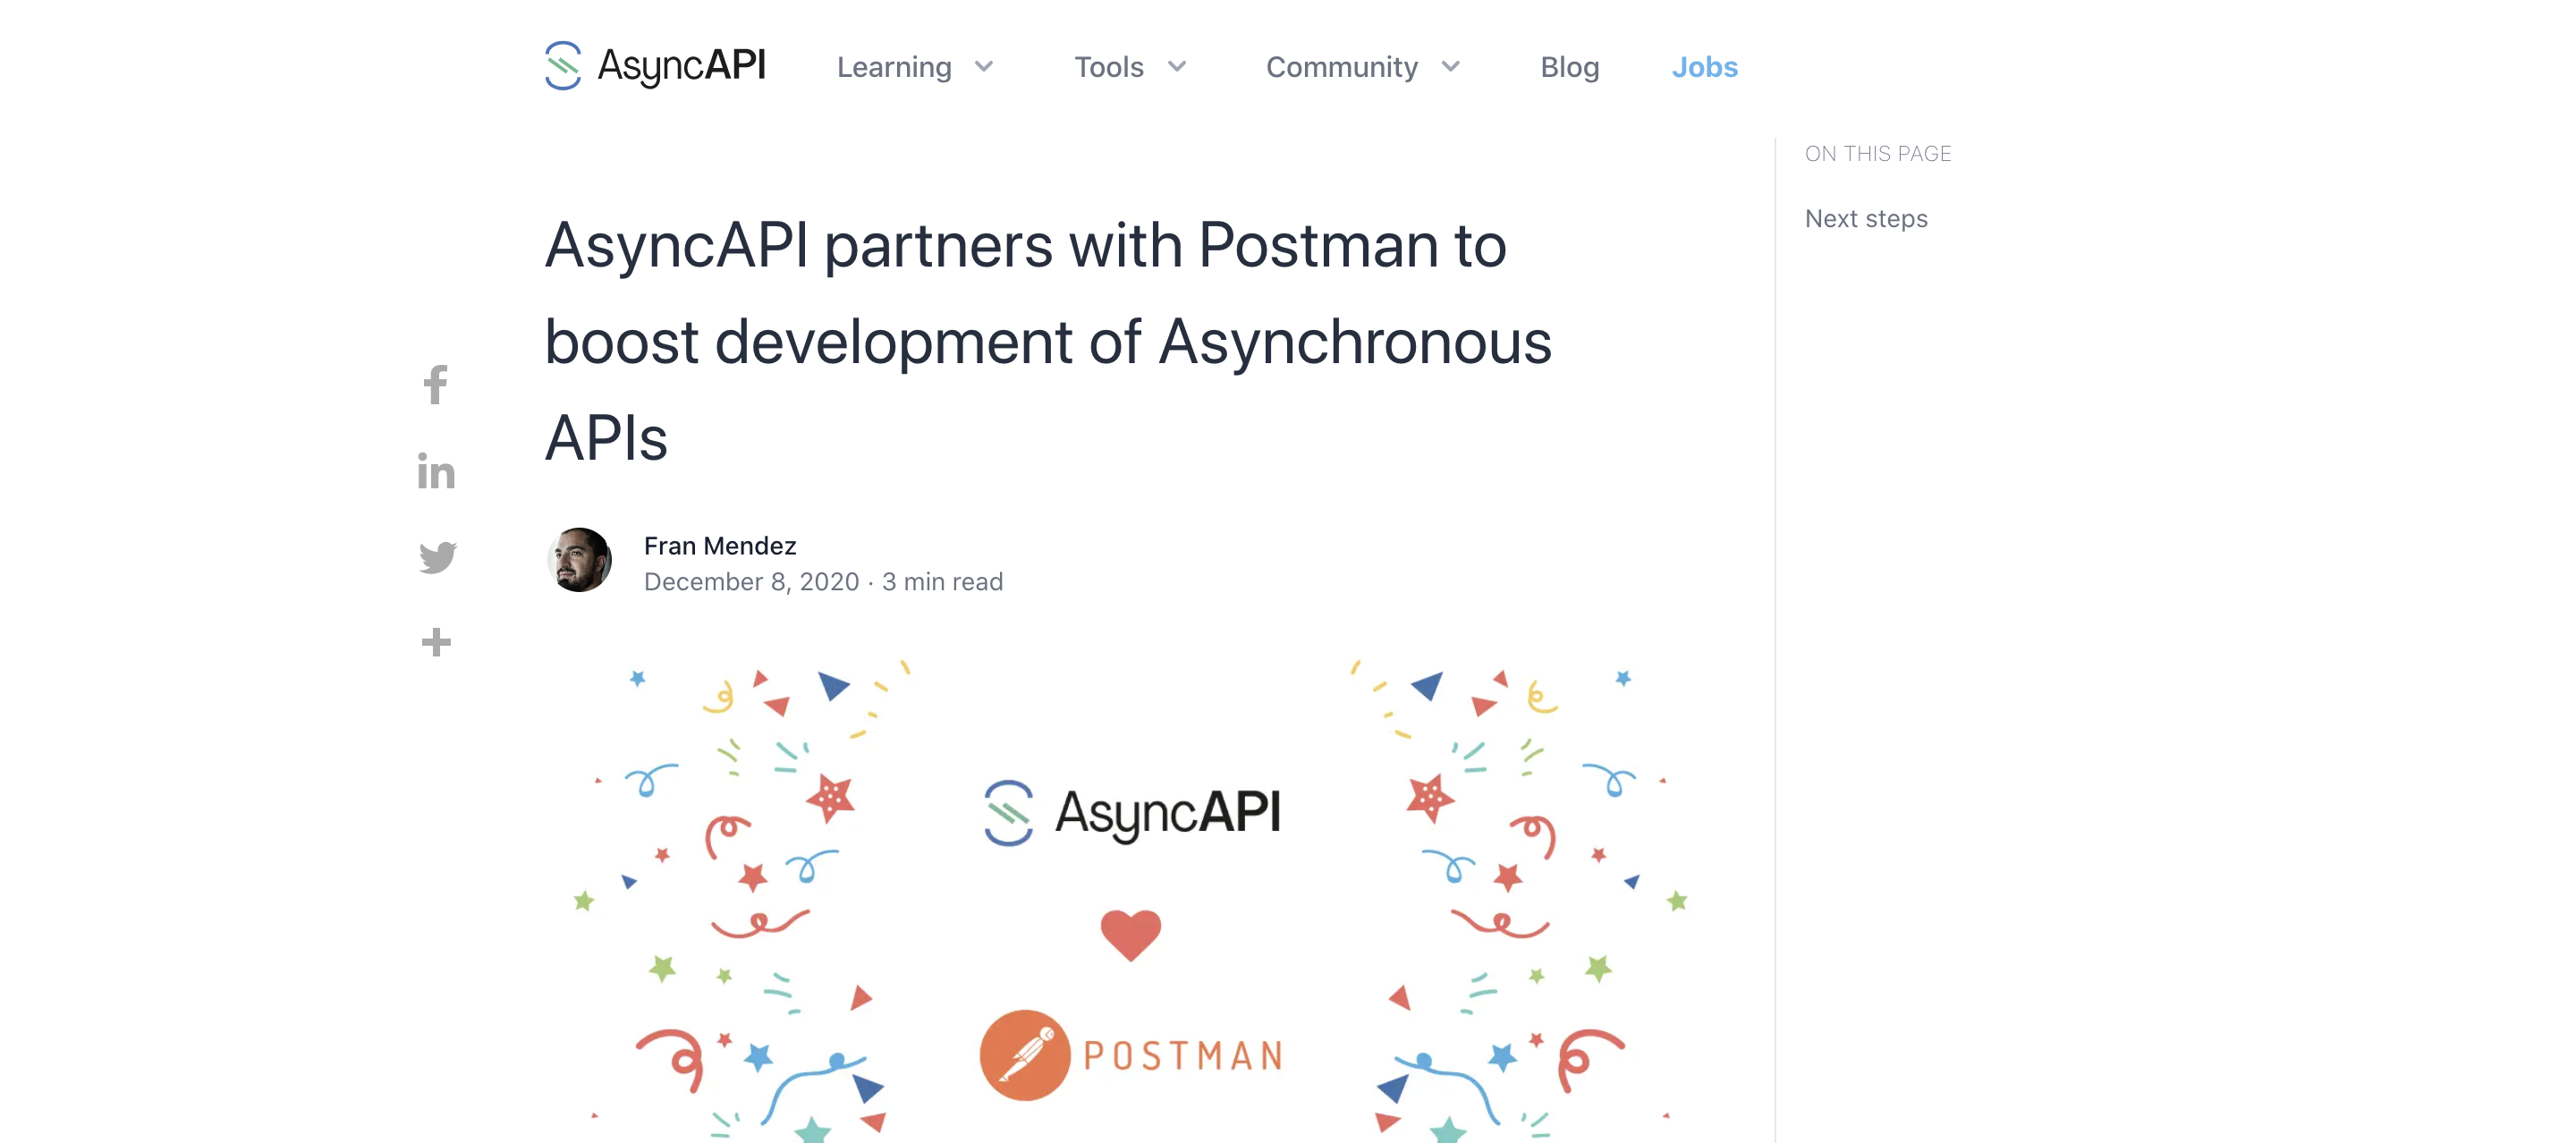 AsyncAPI
Learning
Tools
Community
Blog
Jobs
AsyncAPI partners with Postman to
boost development of Asynchronous
APIs
Fran Mendez
December 8, 2020 · 3 min read
AsyncAPI
POSTMAN
ON THIS PAGE
Next steps